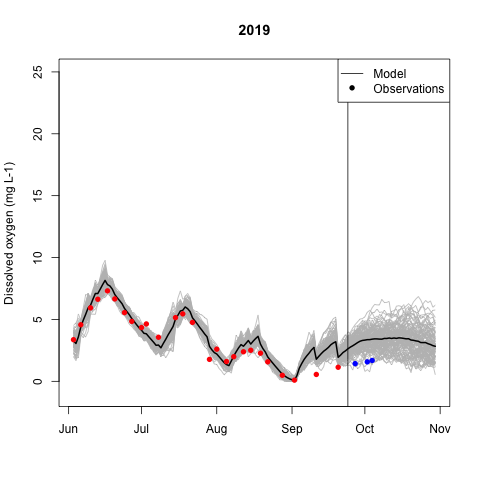 2019
Model
Observations
Dissolved oxygen (mg L-1)
25
20
15
10
5
0
Jun Jul Aug Sep Oct Nov